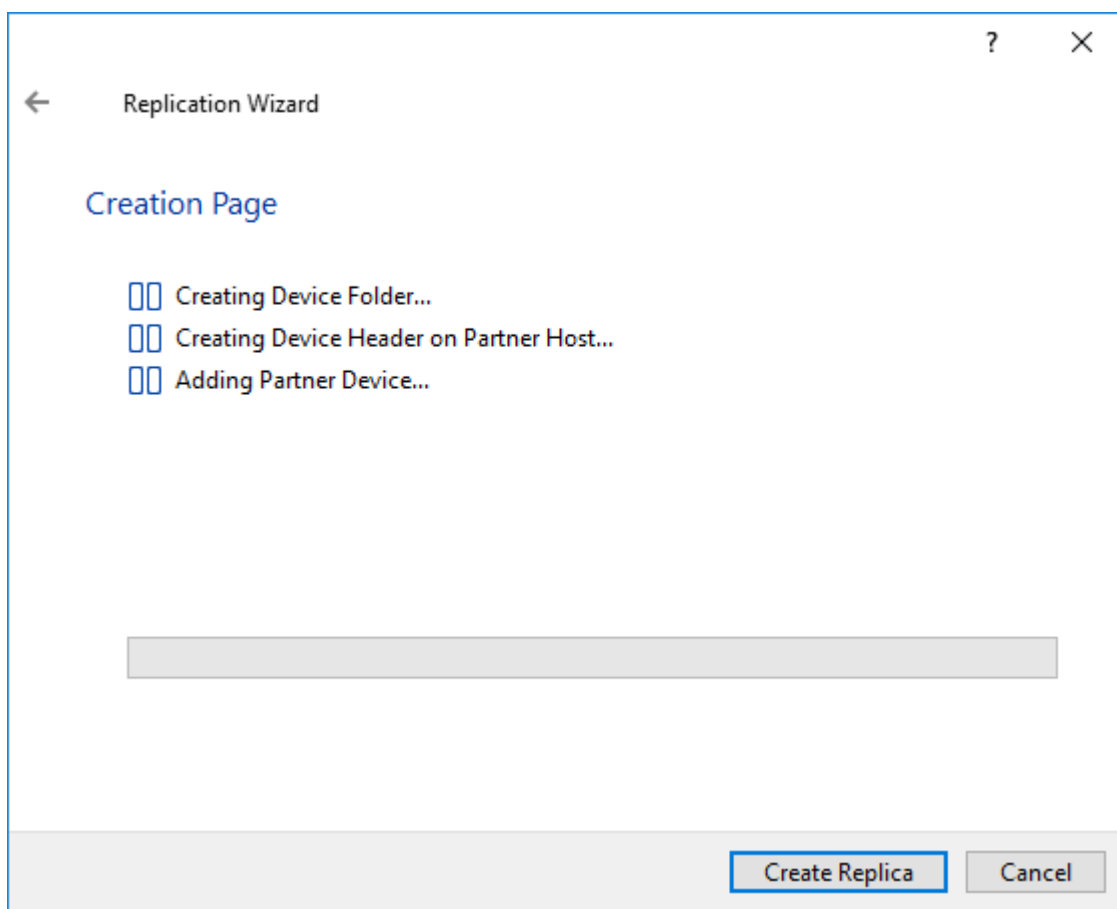 ?
Replication Wizard
Creation Page
Creating Device Folder...
Creating Device Header on Partner Host...
Adding Partner Device...
Create Replica
Cancel